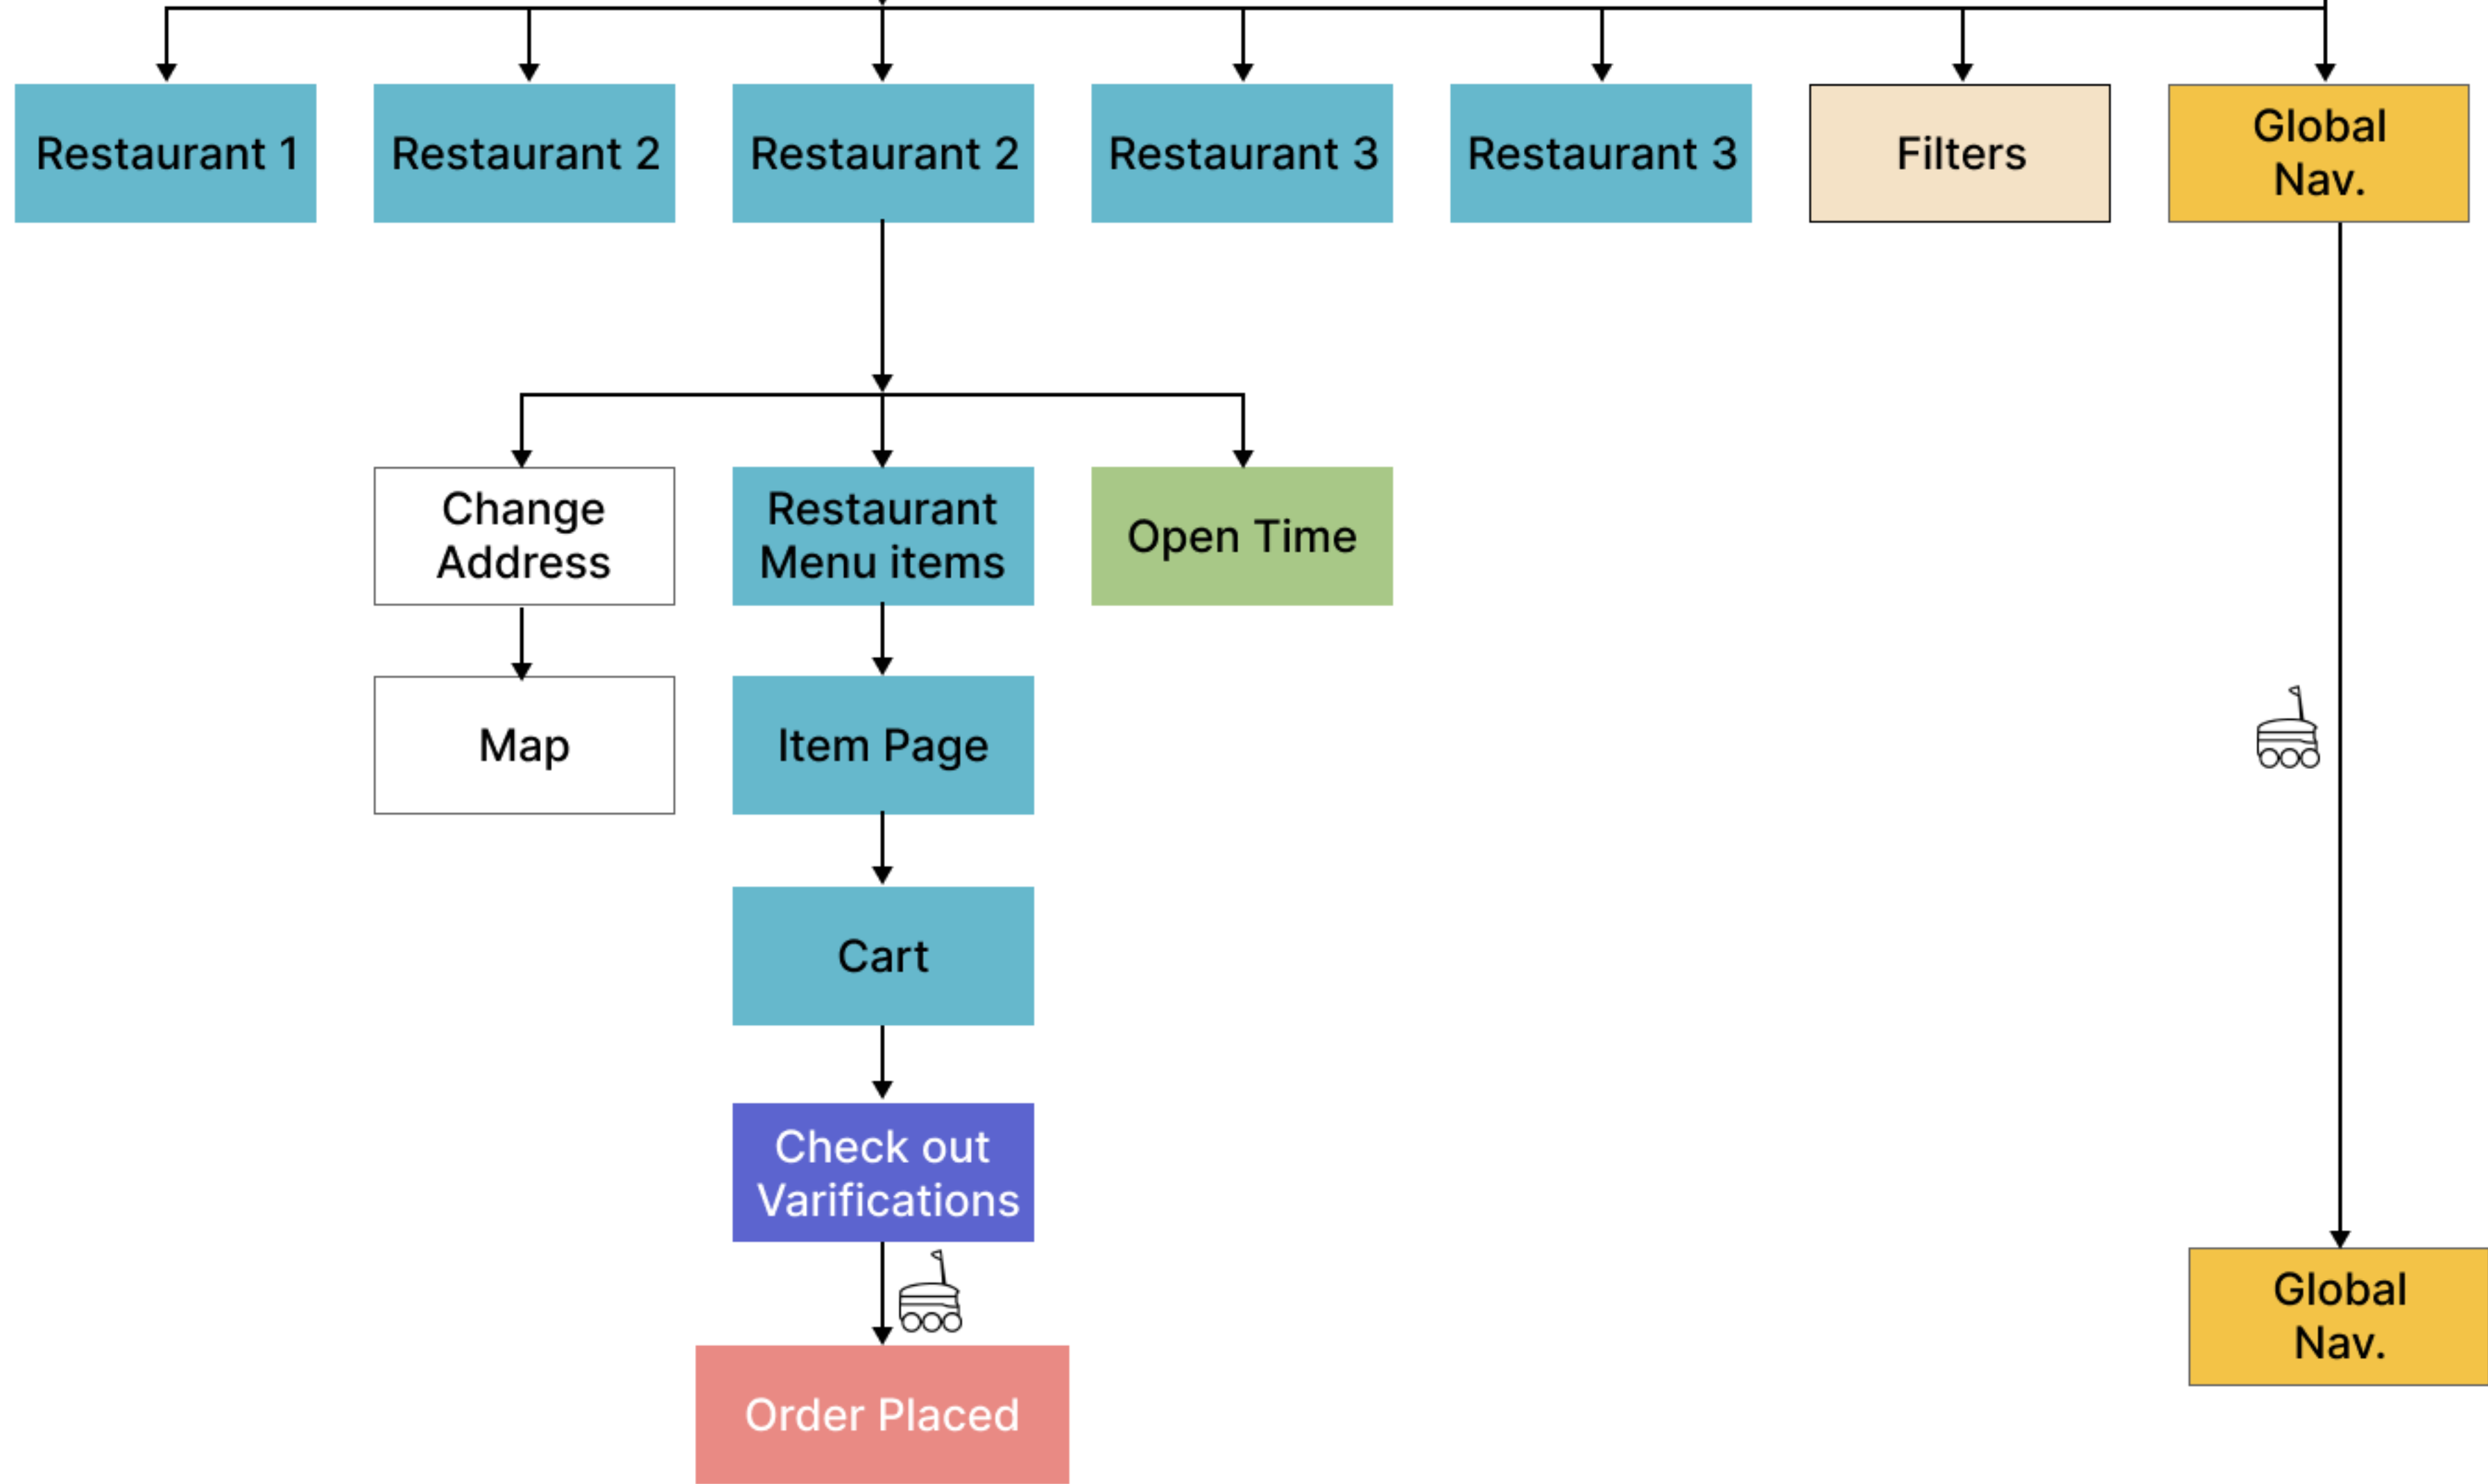 Restaurant 1
Restaurant 2
Restaurant 2
Restaurant 3
Restaurant 3
Filters
Global
Nav.
Change
Address
Restaurant
Menu items
Open Time
Map
Item Page
Cart
Check out
Varifications
Global
Nav.
Order Placed